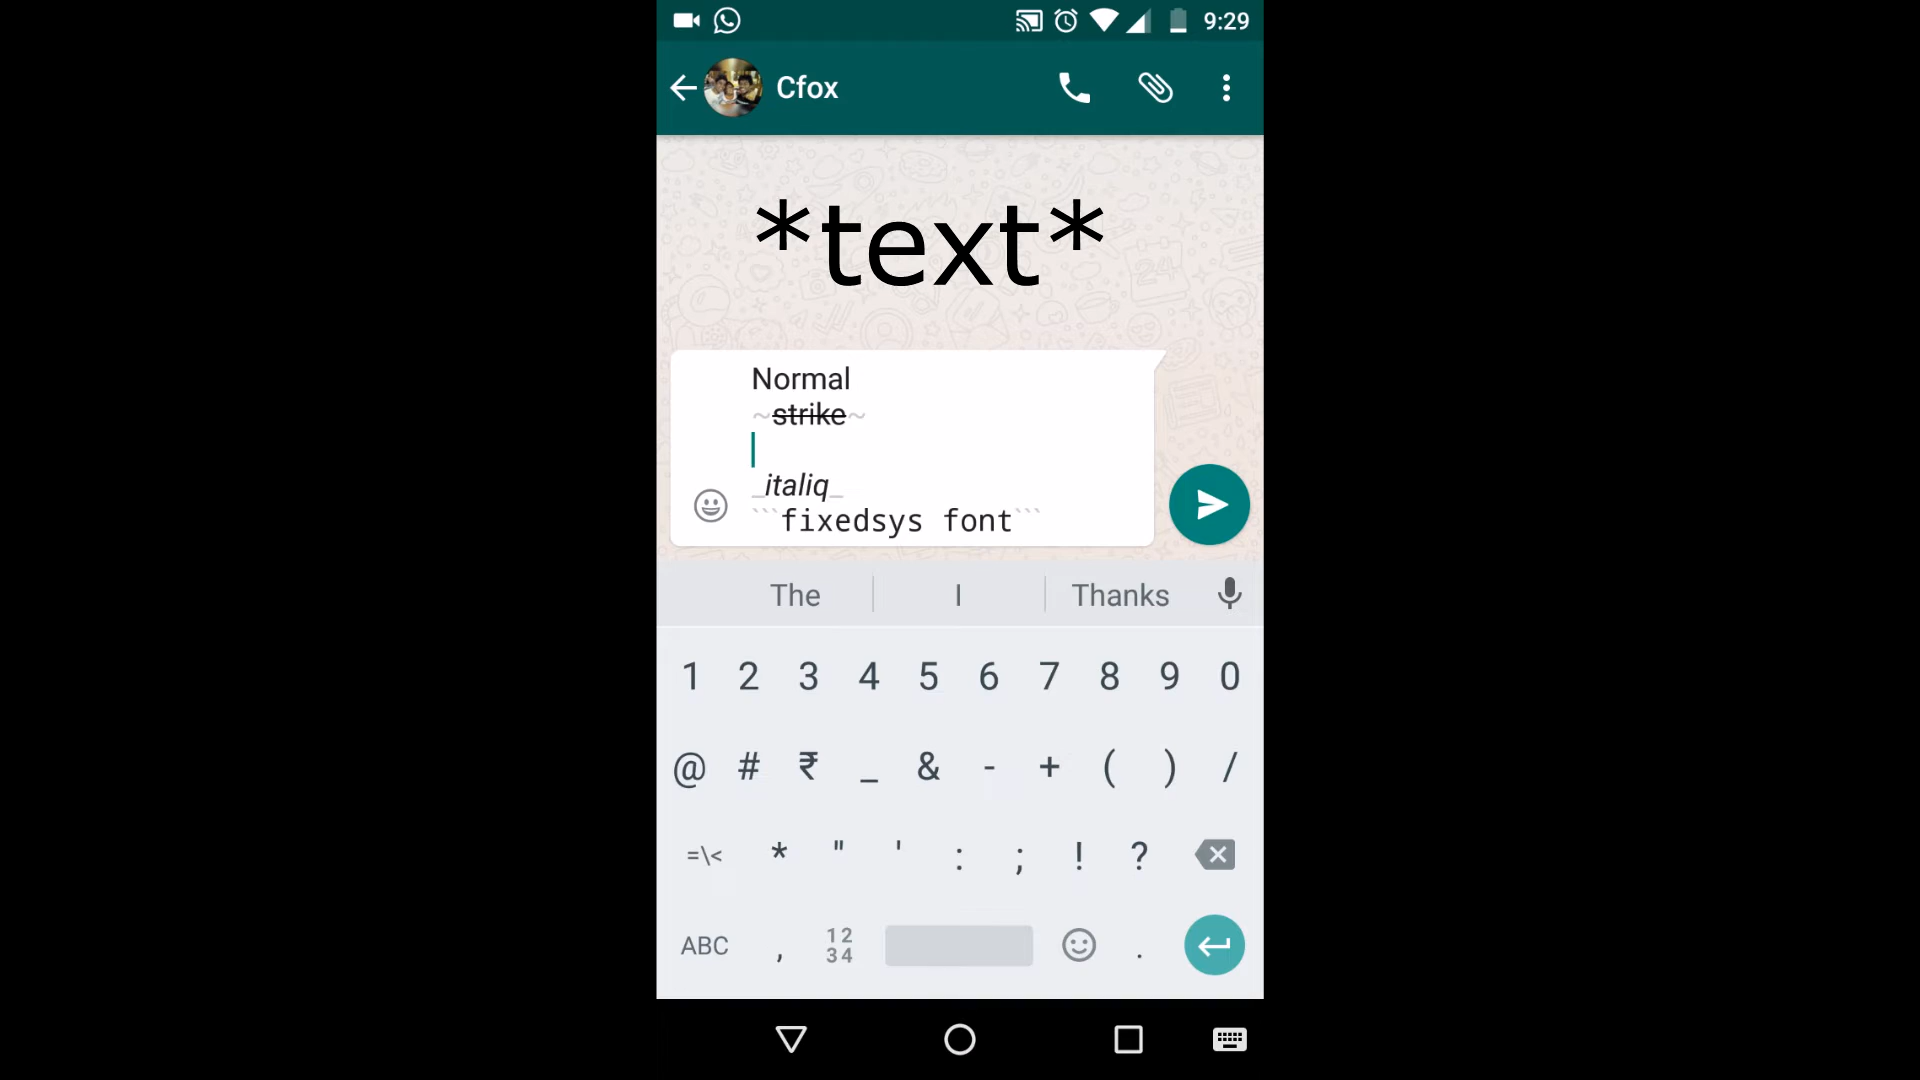 9:29
Cfox
*text*
Normal
~strike~
_italiq_
```fixedsys font```
The I Thanks
1 2 3 4 5 6 7 8 9 0
@ # ₹ _ & - + ( ) /
=\< * " ' : ; ! ?
ABC , 12 34 .